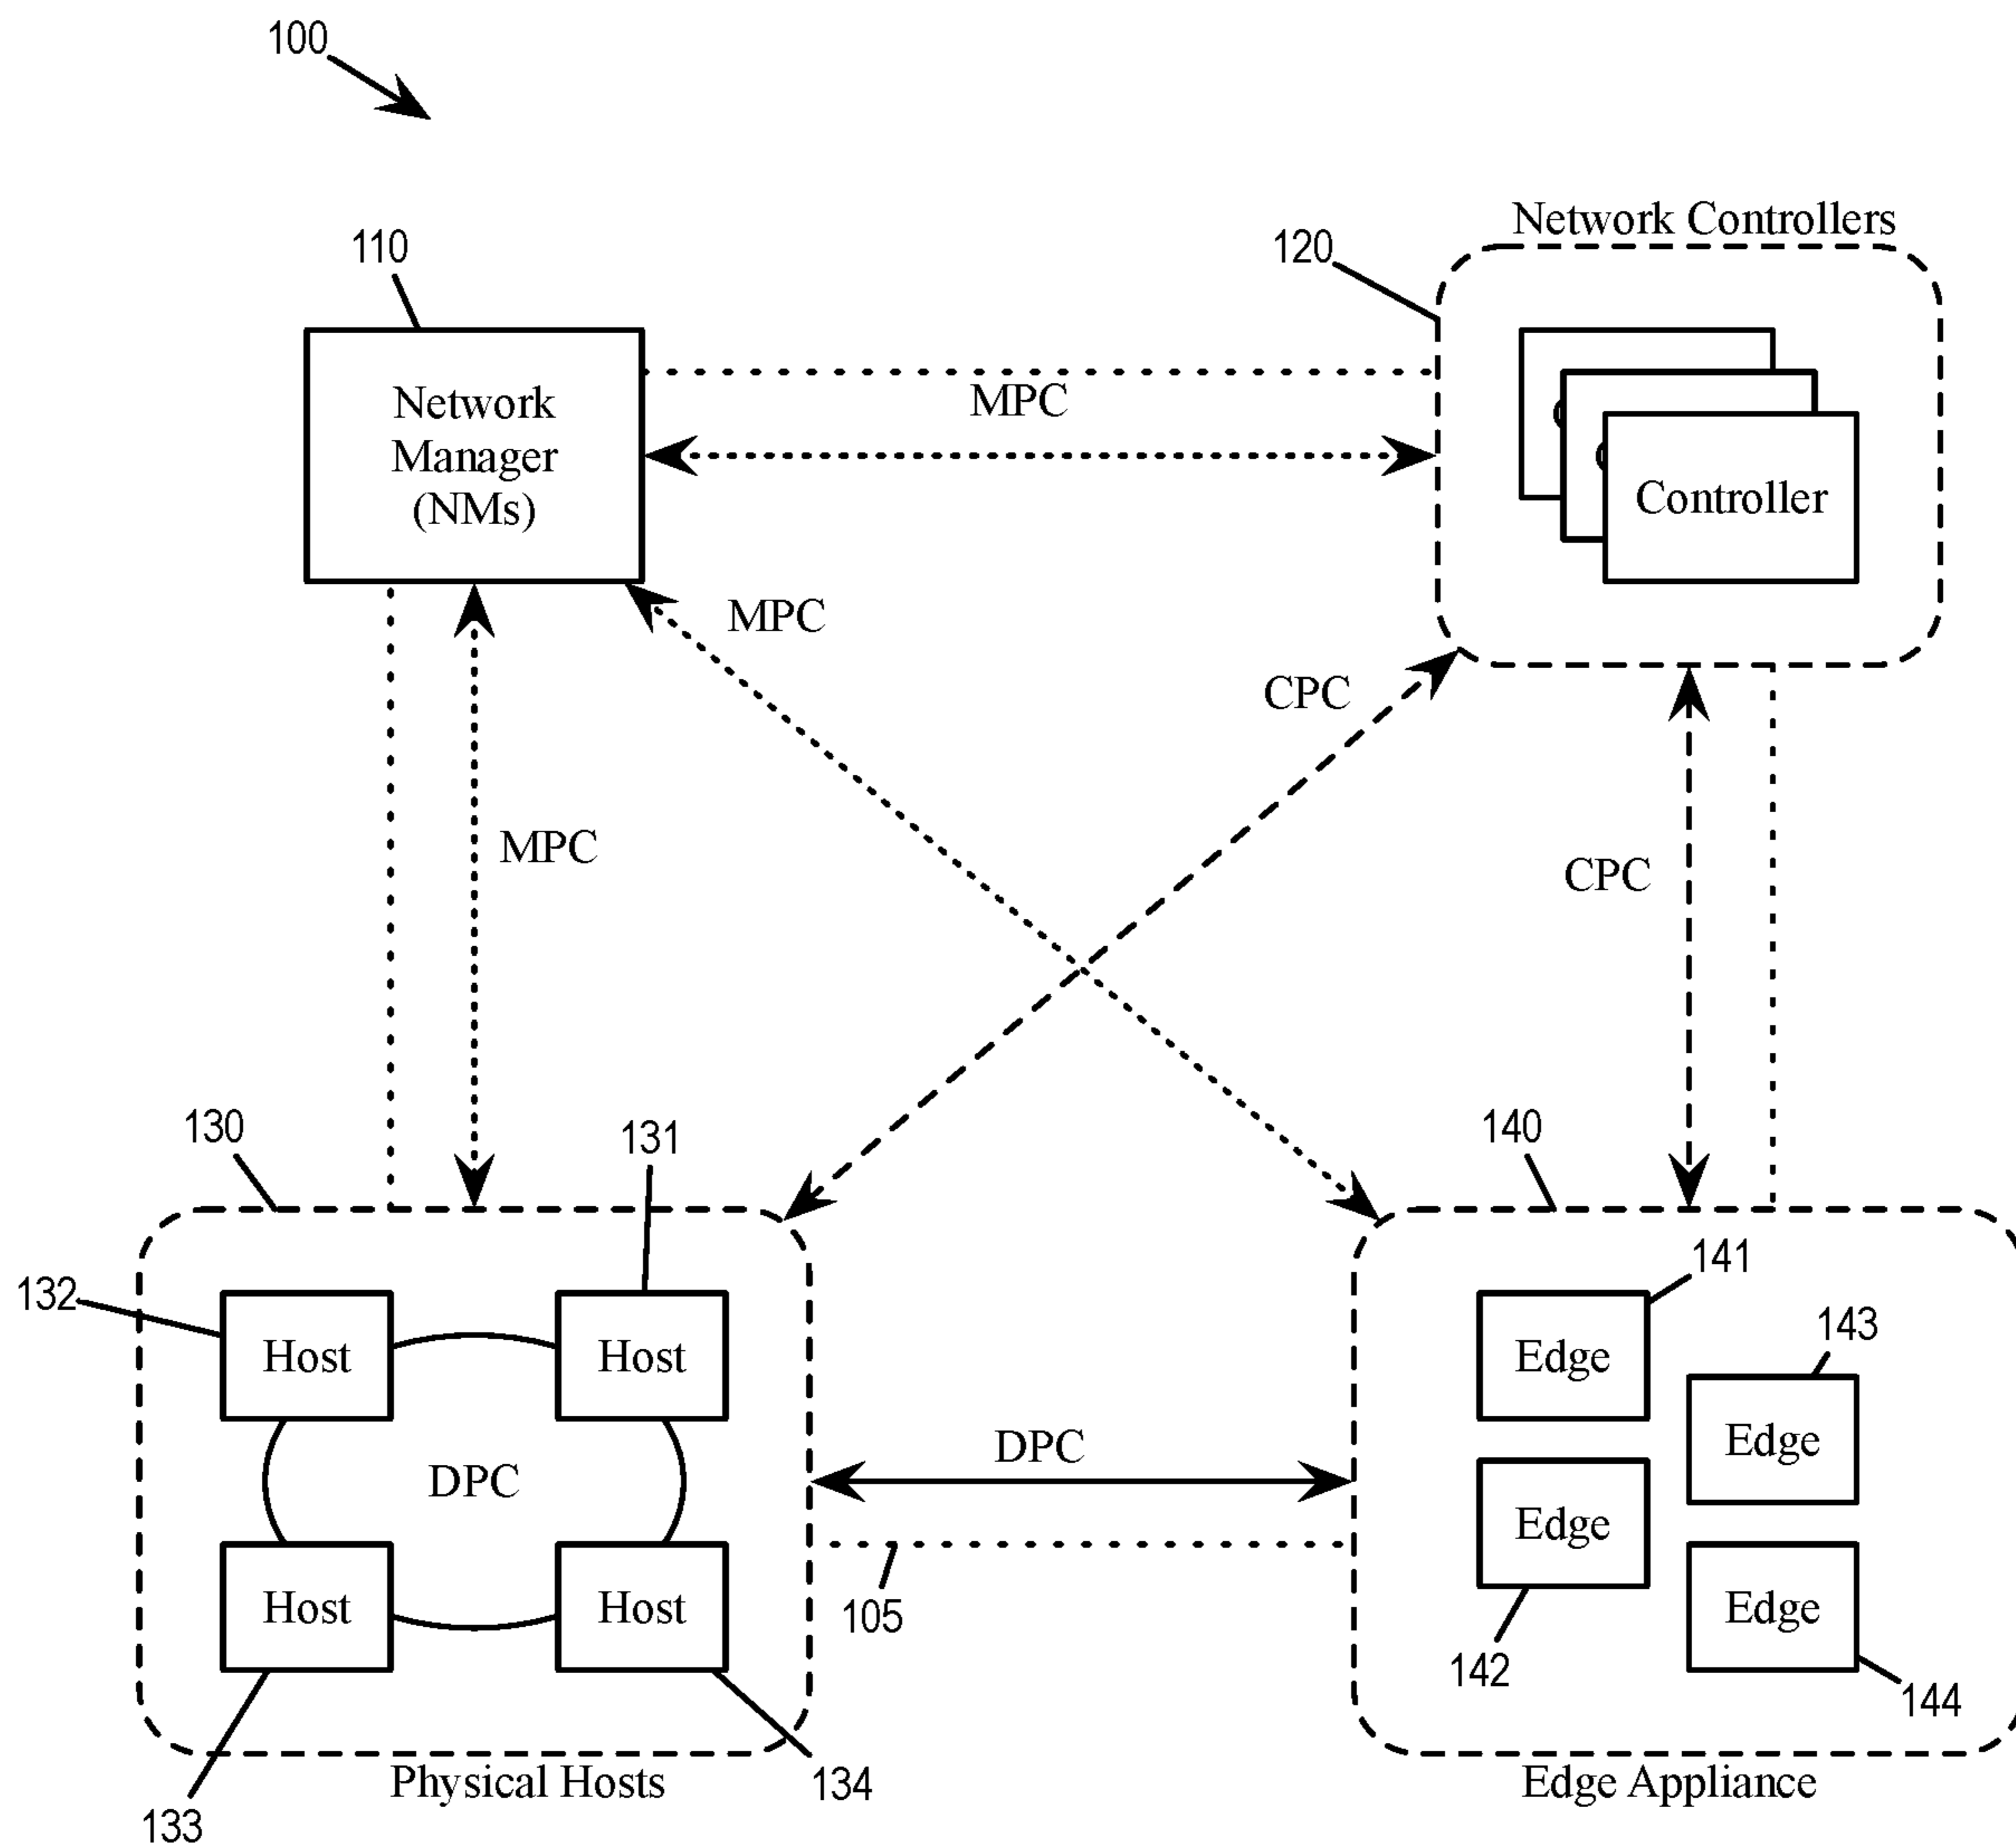 100
Network Controllers
110
120
Network
Manager
(NMs)
MPC
Controller
MPC
CPC
MPC
CPC
130
131
140
132
141
143
Host
Host
Edge
Edge
DPC
DPC
Edge
Host
Host
Edge
105
142
144
Physical Hosts
134
Edge Appliance
133